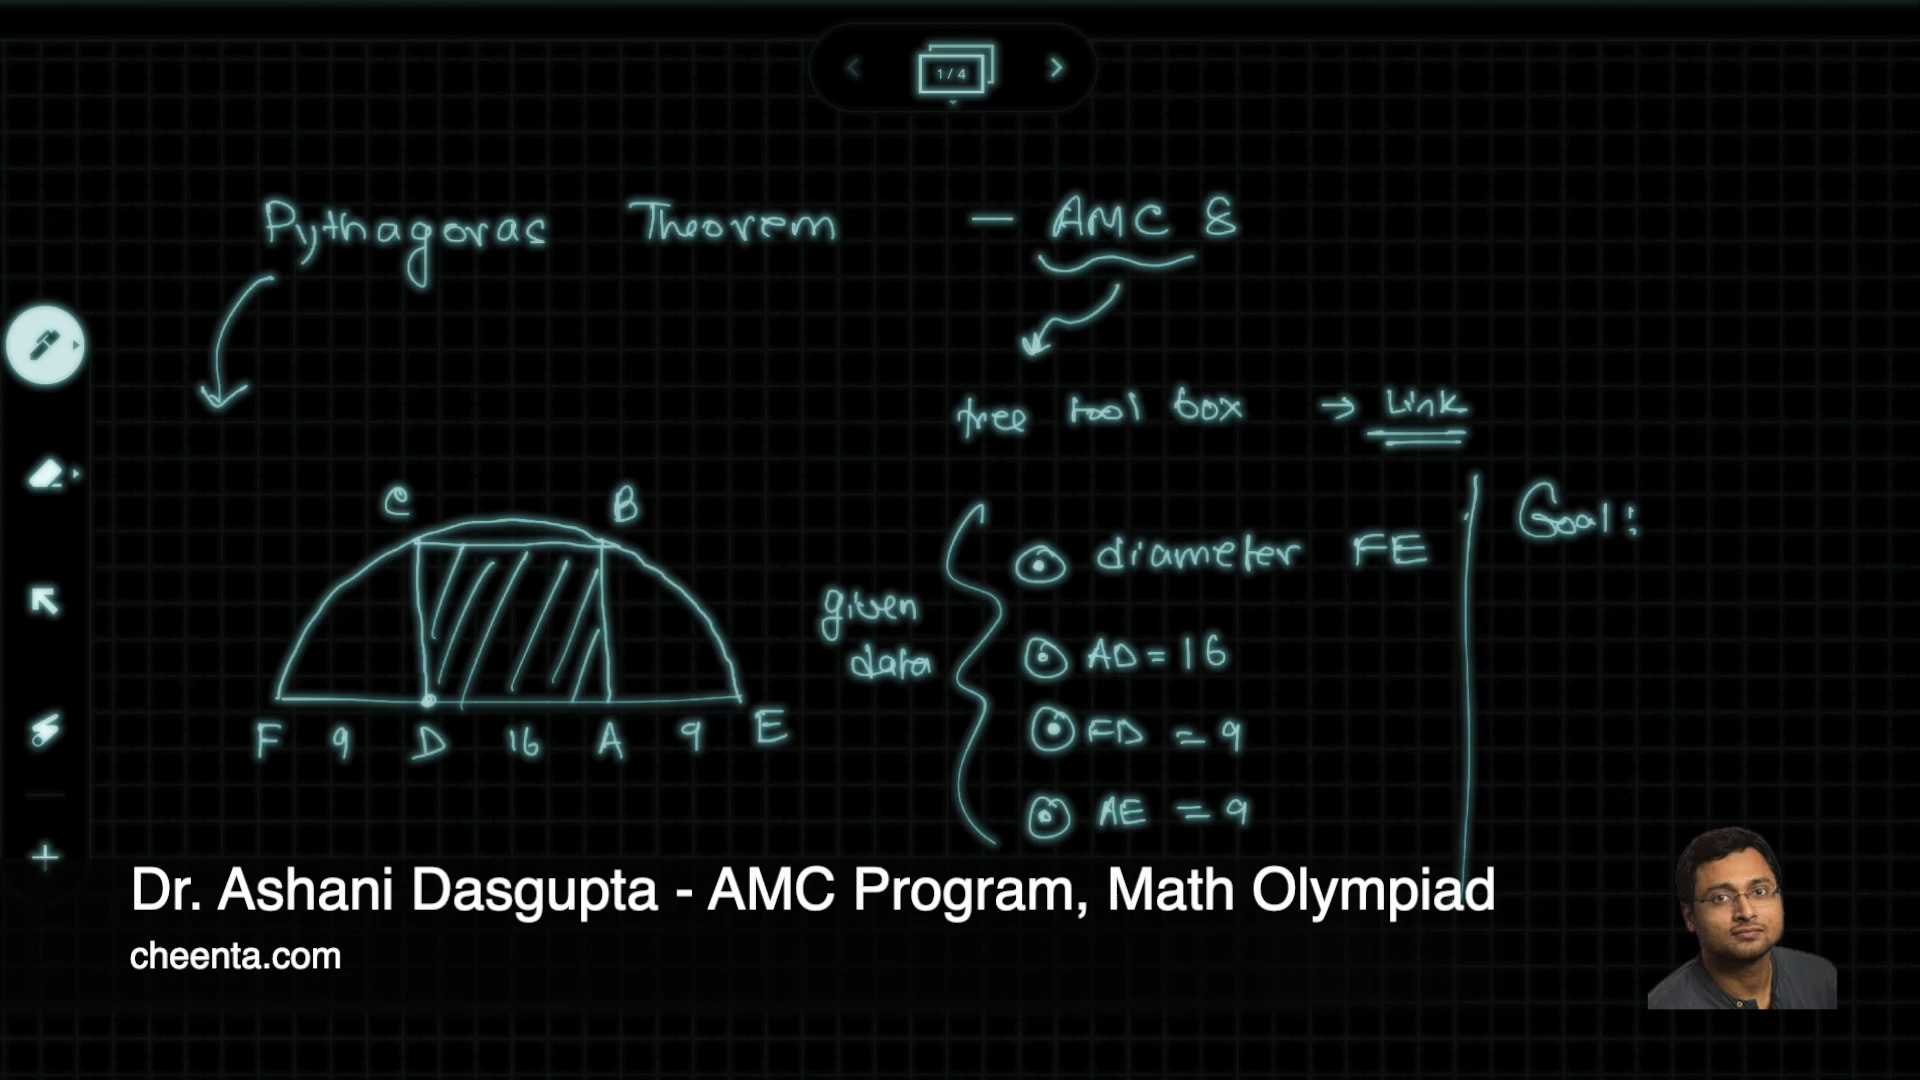 1 / 4
Pythagoras Theorem — AMC 8
free tool box → Link
C B
F 9 D 16 A 9 E
given data
diameter FE
AD = 16
FD = 9
AE = 9
Goal:
Dr. Ashani Dasgupta - AMC Program, Math Olympiad
cheenta.com